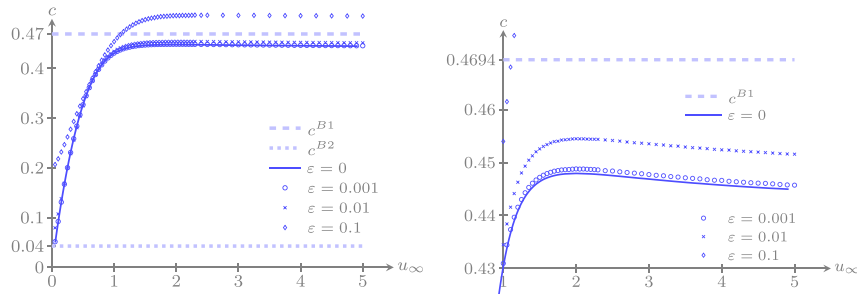 c
0.47
0.4
0.3
0.2
0.1
0.04
0
0 1 2 3 4 5
u∞
c^{B1}
c^{B2}
ε = 0
ε = 0.001
ε = 0.01
ε = 0.1
c
0.4694
0.46
0.45
0.44
0.43
1 2 3 4 5
u∞
c^{B1}
ε = 0
ε = 0.001
ε = 0.01
ε = 0.1